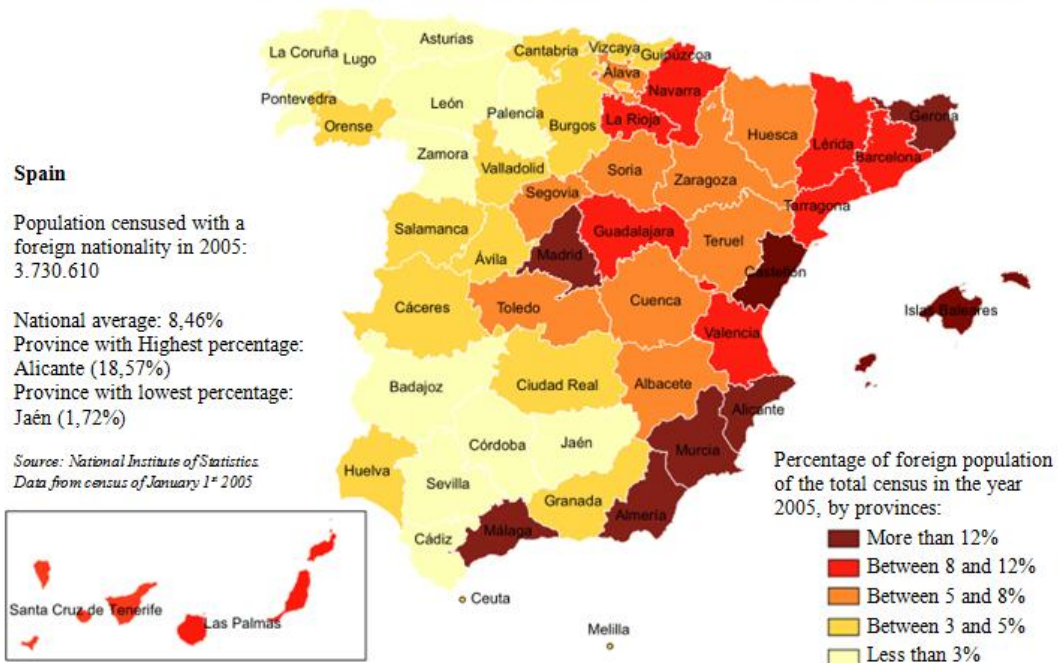 La Coruña
Lugo
Asturias
Cantabria
Vizcaya
Guipúzcoa
Álava
Navarra
Pontevedra
Orense
León
Palencia
Burgos
La Rioja
Huesca
Lérida
Gerona
Barcelona
Zamora
Valladolid
Soria
Zaragoza
Tarragona
Segovia
Salamanca
Ávila
Madrid
Guadalajara
Teruel
Castellón
Cáceres
Toledo
Cuenca
Valencia
Islas Baleares
Badajoz
Ciudad Real
Albacete
Alicante
Córdoba
Jaén
Murcia
Huelva
Sevilla
Granada
Almería
Cádiz
Málaga
Ceuta
Melilla
Spain
Population censused with a
foreign nationality in 2005:
3.730.610
National average: 8,46%
Province with Highest percentage:
Alicante (18,57%)
Province with lowest percentage:
Jaén (1,72%)
Source: National Institute of Statistics
Data from census of January 1st 2005
Santa Cruz de Tenerife
Las Palmas
Percentage of foreign population
of the total census in the year
2005, by provinces:
More than 12%
Between 8 and 12%
Between 5 and 8%
Between 3 and 5%
Less than 3%